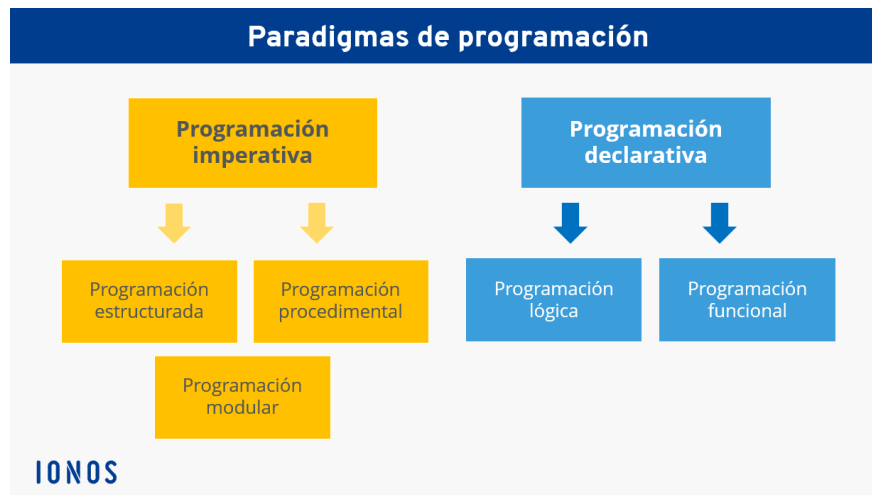 Paradigmas de programación
Programación
imperativa
Programación
declarativa
Programación
estructurada
Programación
procedimental
Programación
lógica
Programación
funcional
Programación
modular
IONOS